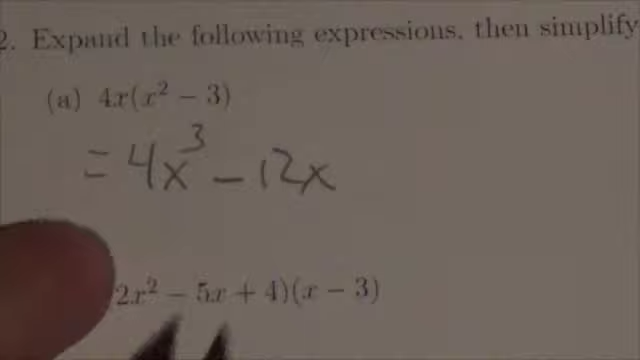 2. Expand the following expressions, then simplify
(a) 4x(x² − 3)
= 4x³ − 12x
2x² − 5x + 4)(x − 3)